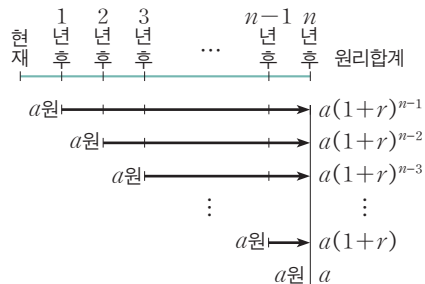 현재 1년 후 2년 후 3년 후 … n-1년 후 n년 후 원리합계
a원 a(1+r)ⁿ⁻¹
a원 a(1+r)ⁿ⁻²
a원 a(1+r)ⁿ⁻³
⋮ ⋮
a원 a(1+r)
a원 a